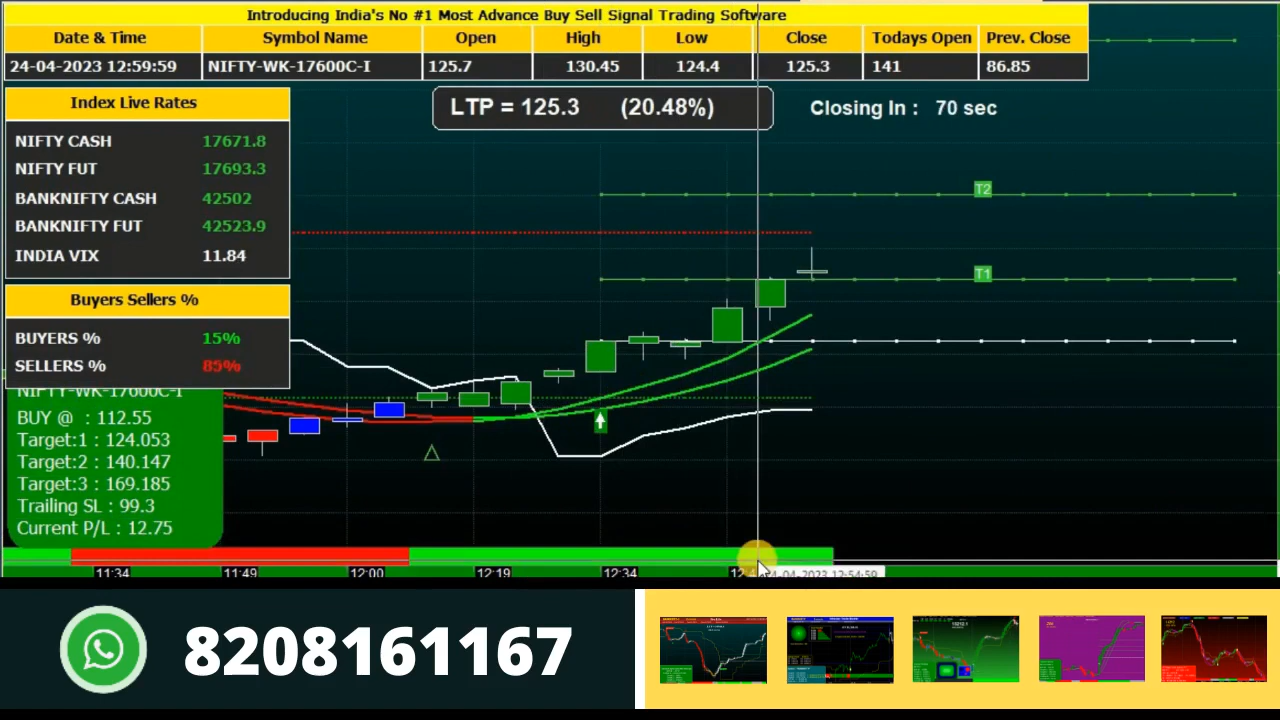 Introducing India's No #1 Most Advance Buy Sell Signal Trading Software
Date & Time Symbol Name Open High Low Close Todays Open Prev. Close
24-04-2023 12:59:59 NIFTY-WK-17600C-I 125.7 130.45 124.4 125.3 141 86.85
LTP = 125.3 (20.48%) Closing In : 70 sec
Index Live Rates
NIFTY CASH 17671.8
NIFTY FUT 17693.3
BANKNIFTY CASH 42502
BANKNIFTY FUT 42523.9
INDIA VIX 11.84
Buyers Sellers %
BUYERS % 15%
SELLERS % 85%
NIFTY-WK-17600C-I
BUY @ : 112.55
Target:1 : 124.053
Target:2 : 140.147
Target:3 : 169.185
Trailing SL : 99.3
Current P/L : 12.75
T2
T1
11:34 11:49 12:00 12:19 12:34
04-2023 12:54:59
8208161167